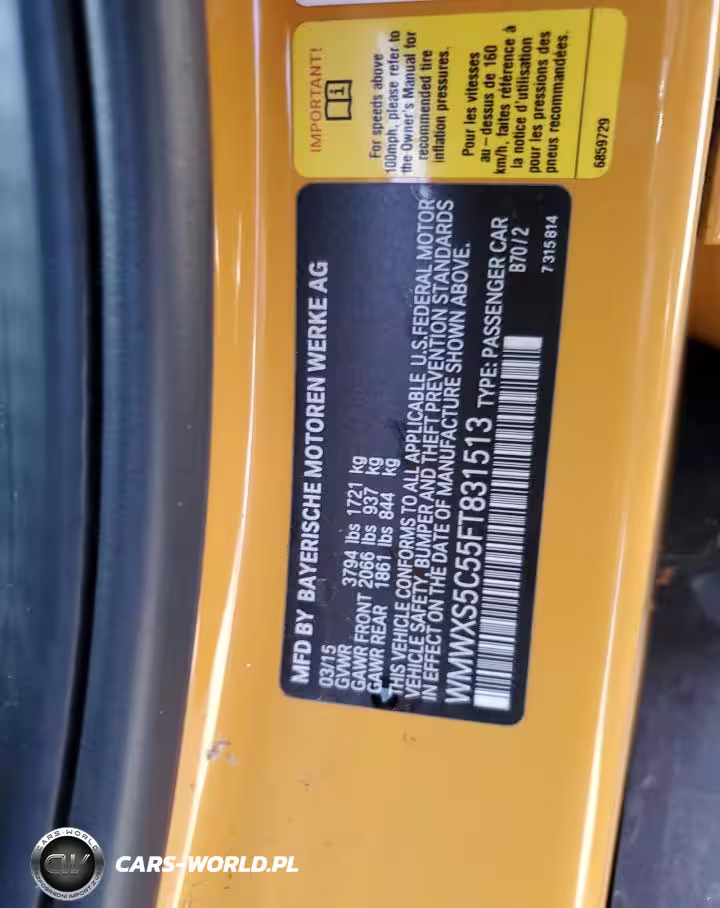 MFD BY BAYERISCHE MOTOREN WERKE AG
03/15
GVWR 3794 lbs 1721 kg
GAWR FRONT 2066 lbs 937 kg
GAWR REAR 1861 lbs 844 kg
THIS VEHICLE CONFORMS TO ALL APPLICABLE U.S.FEDERAL MOTOR
VEHICLE SAFETY, BUMPER AND THEFT PREVENTION STANDARDS
IN EFFECT ON THE DATE OF MANUFACTURE SHOWN ABOVE.
WMWXS5C55FT831513 TYPE: PASSENGER CAR
B70/2
7315814
IMPORTANT!
For speeds above
100mph, please refer to
the Owner's Manual for
recommended tire
inflation pressures.
Pour les vitesses
au-dessus de 160
km/h, faites référence à
la notice d'utilisation
pour les pressions des
pneus recommandées.
6859729
CARS-WORLD
CW
CARS-WORLD.PL